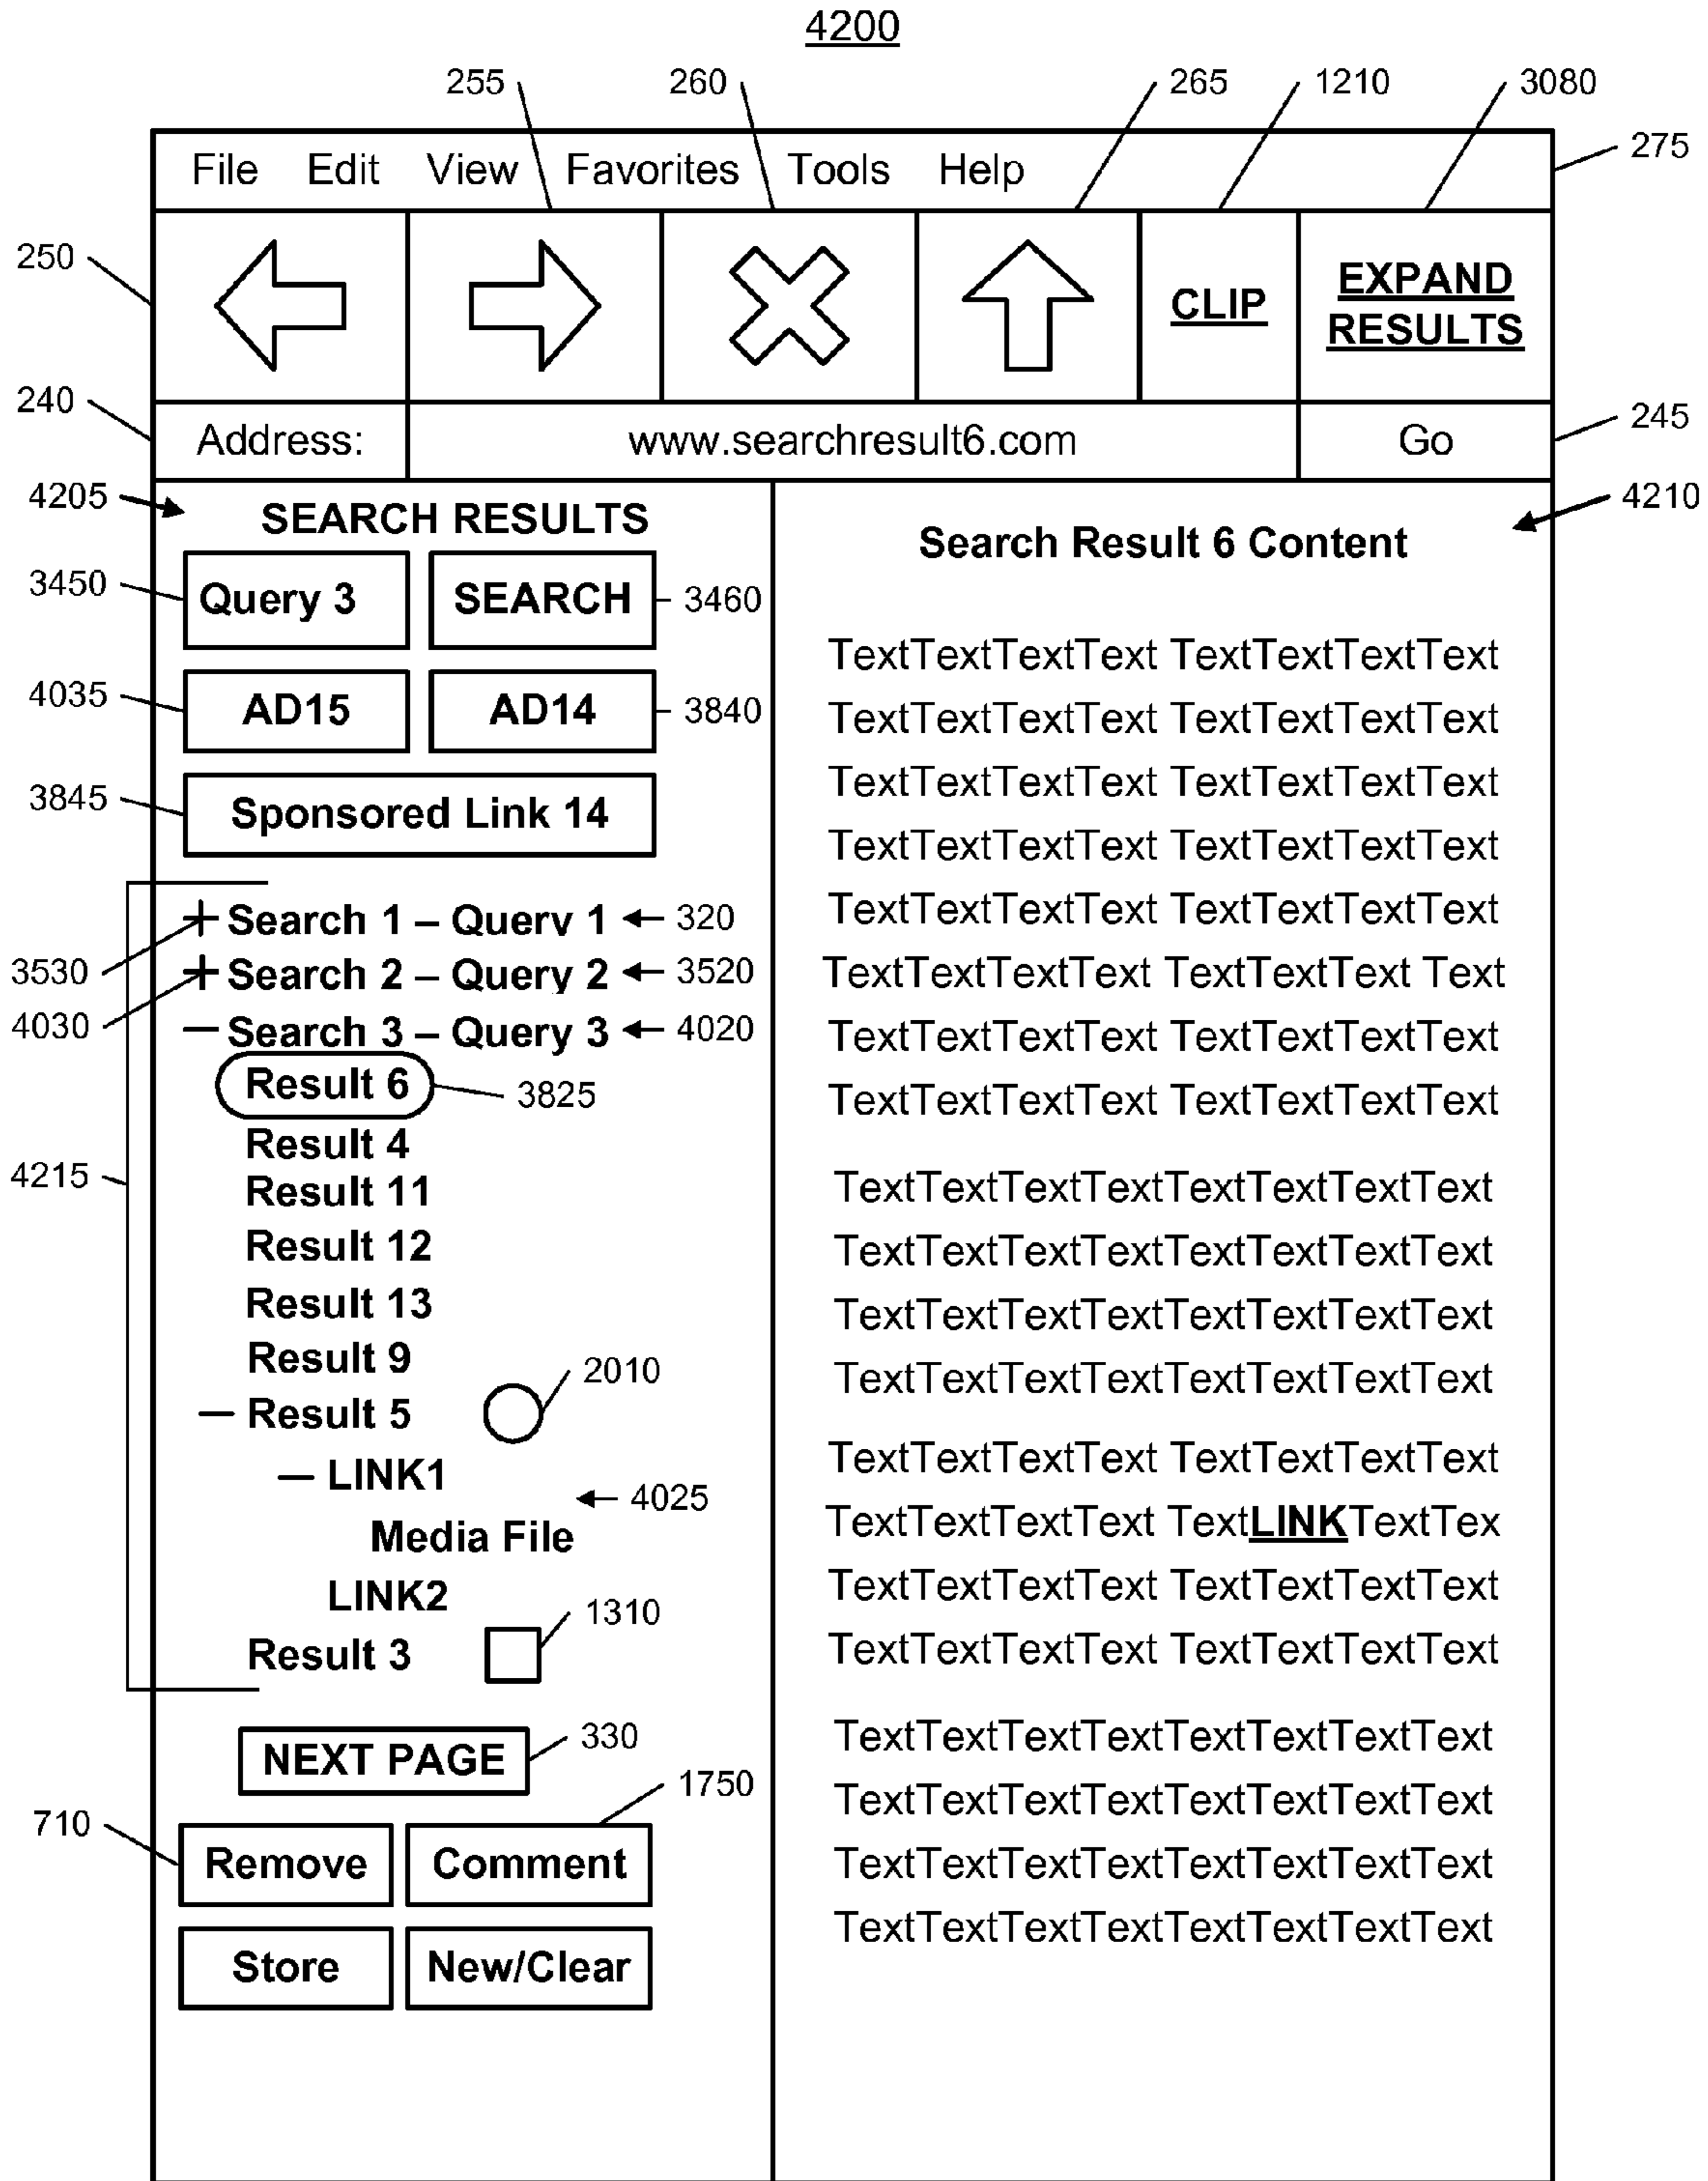 4200
255 260 265 1210 3080
File Edit View Favorites Tools Help 275
250 CLIP EXPAND RESULTS
240 Address: www.searchresult6.com Go 245
4205 SEARCH RESULTS
3450 Query 3 SEARCH 3460
4035 AD15 AD14 3840
3845 Sponsored Link 14
Search 1 – Query 1 320
3530
Search 2 – Query 2 3520
4030
Search 3 – Query 3 4020
Result 6 3825
Result 4
4215
Result 11
Result 12
Result 13
Result 9
2010
Result 5
LINK1
4025
Media File
LINK2
1310
Result 3
NEXT PAGE 330
1750
710
Remove Comment
Store New/Clear
4210
Search Result 6 Content
TextTextTextText TextTextTextText
TextTextTextText TextTextTextText
TextTextTextText TextTextTextText
TextTextTextText TextTextTextText
TextTextTextText TextTextTextText
TextTextTextText TextTextText Text
TextTextTextText TextTextTextText
TextTextTextText TextTextTextText
TextTextTextTextTextTextTextText
TextTextTextTextTextTextTextText
TextTextTextTextTextTextTextText
TextTextTextTextTextTextTextText
TextTextTextText TextTextTextText
TextTextTextText TextLINKTextTex
TextTextTextText TextTextTextText
TextTextTextText TextTextTextText
TextTextTextTextTextTextTextText
TextTextTextTextTextTextTextText
TextTextTextTextTextTextTextText
TextTextTextTextTextTextTextText